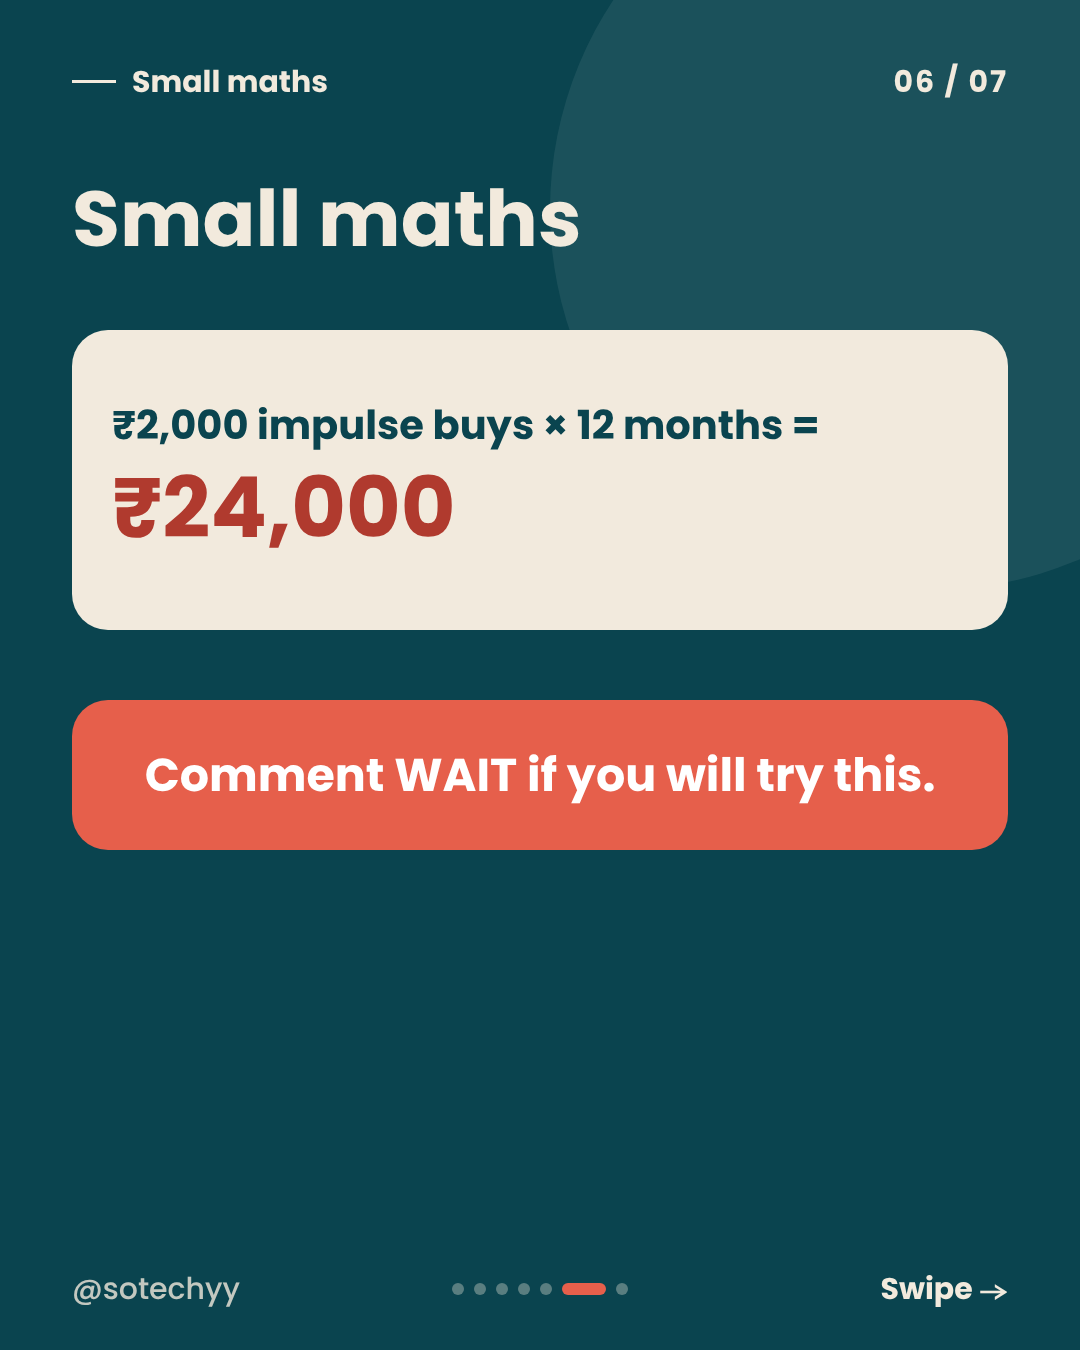 Small maths
06 / 07
Small maths
₹2,000 impulse buys × 12 months =
₹24,000
Comment WAIT if you will try this.
@sotechyy
Swipe →